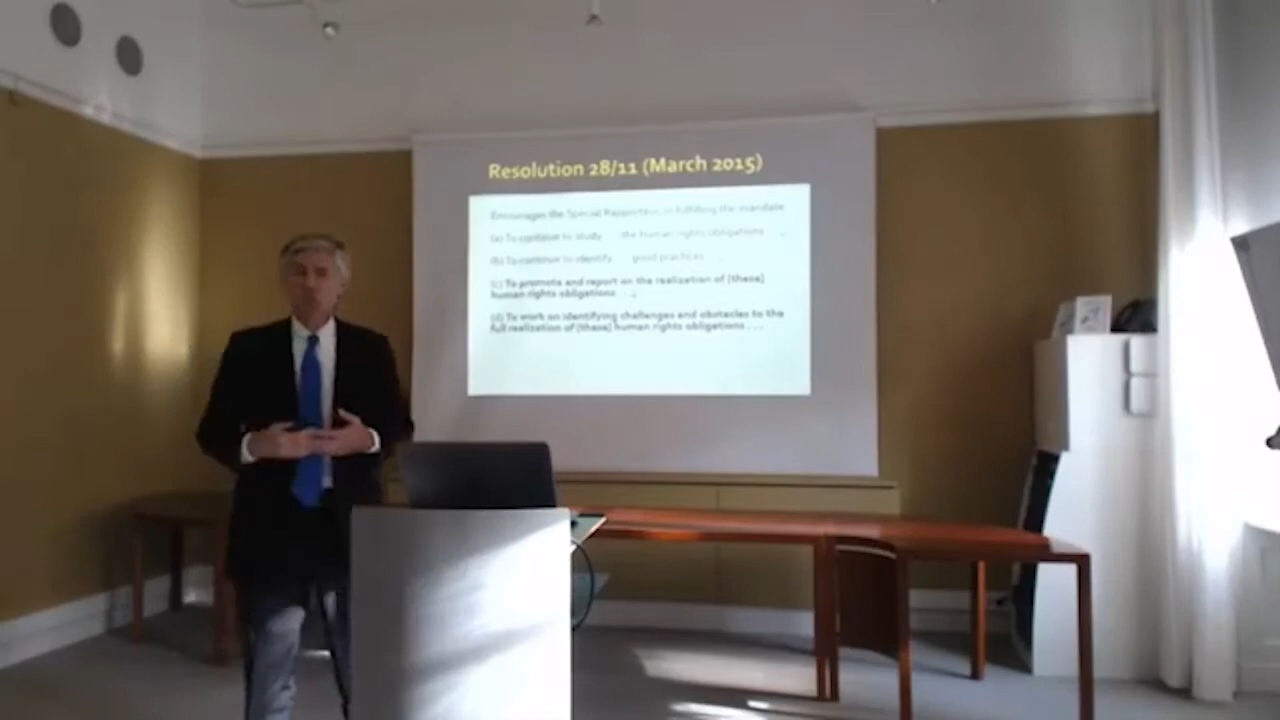 Resolution 28/11 (March 2015)
Encourages the Special Rapporteur, in fulfilling the mandate
(a) To continue to study . . . the human rights obligations . . .
(b) To continue to identify . . . good practices . . .
(c) To promote and report on the realization of [these]
human rights obligations . . .
(d) To work on identifying challenges and obstacles to the
full realization of [these] human rights obligations . . .